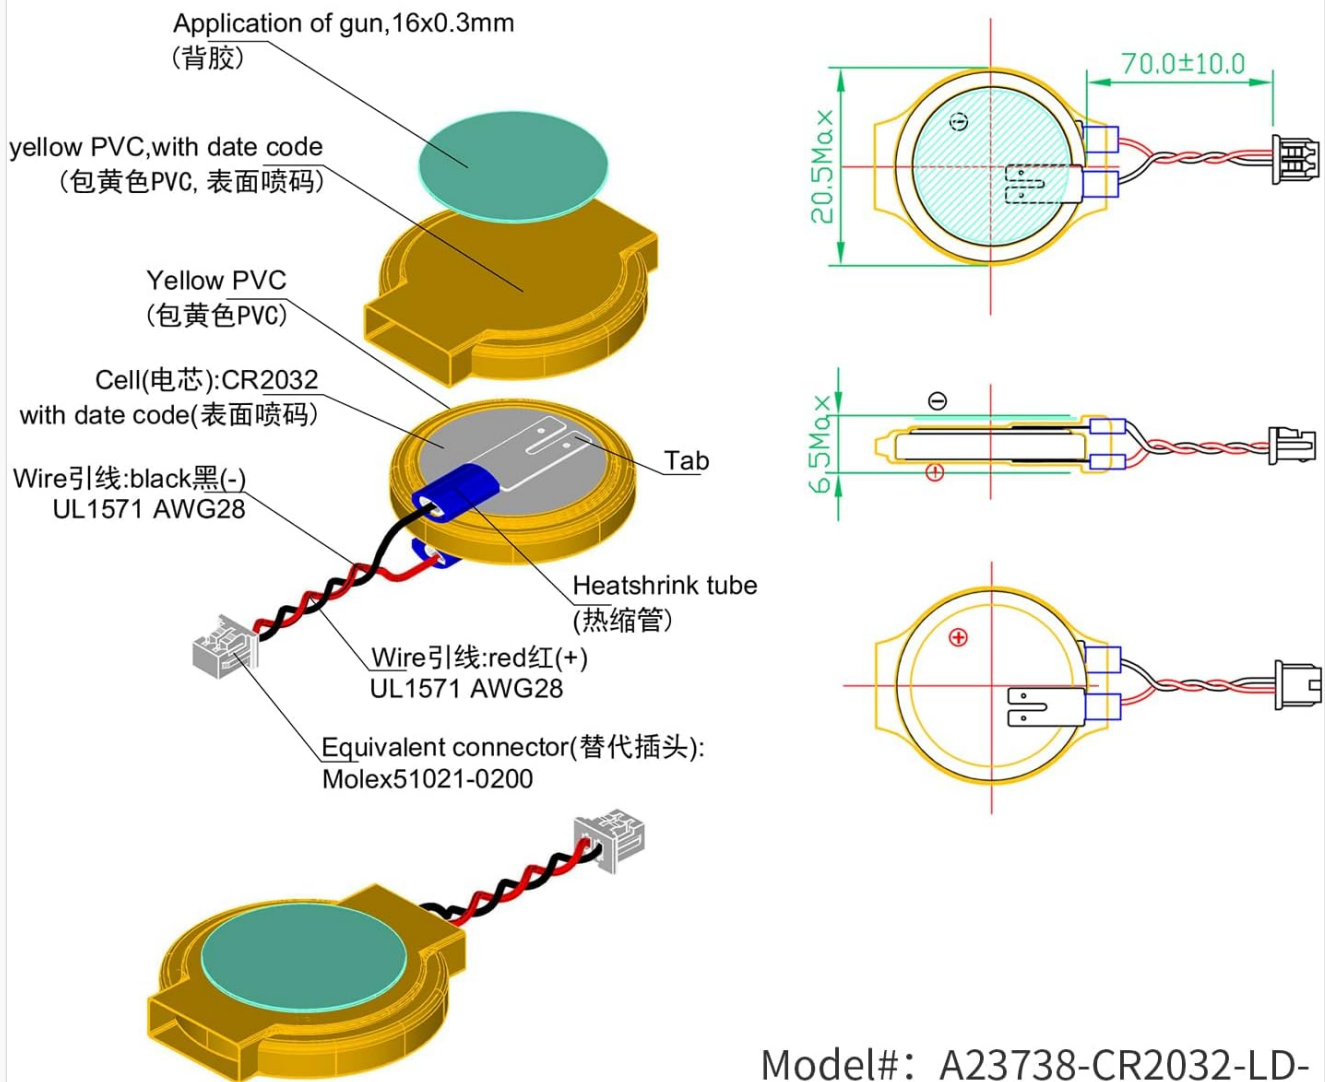 Application of gun,16x0.3mm
(背胶)
yellow PVC,with date code
(包黄色PVC, 表面喷码)
Yellow PVC
(包黄色PVC)
Cell(电芯):CR2032
with date code(表面喷码)
Wire引线:black黑(-)
UL1571 AWG28
Tab
Heatshrink tube
(热缩管)
Wire引线:red红(+)
UL1571 AWG28
Equivalent connector(替代插头):
Molex51021-0200
70.0±10.0
20.5Max
6.5Max
Model#: A23738-CR2032-LD-